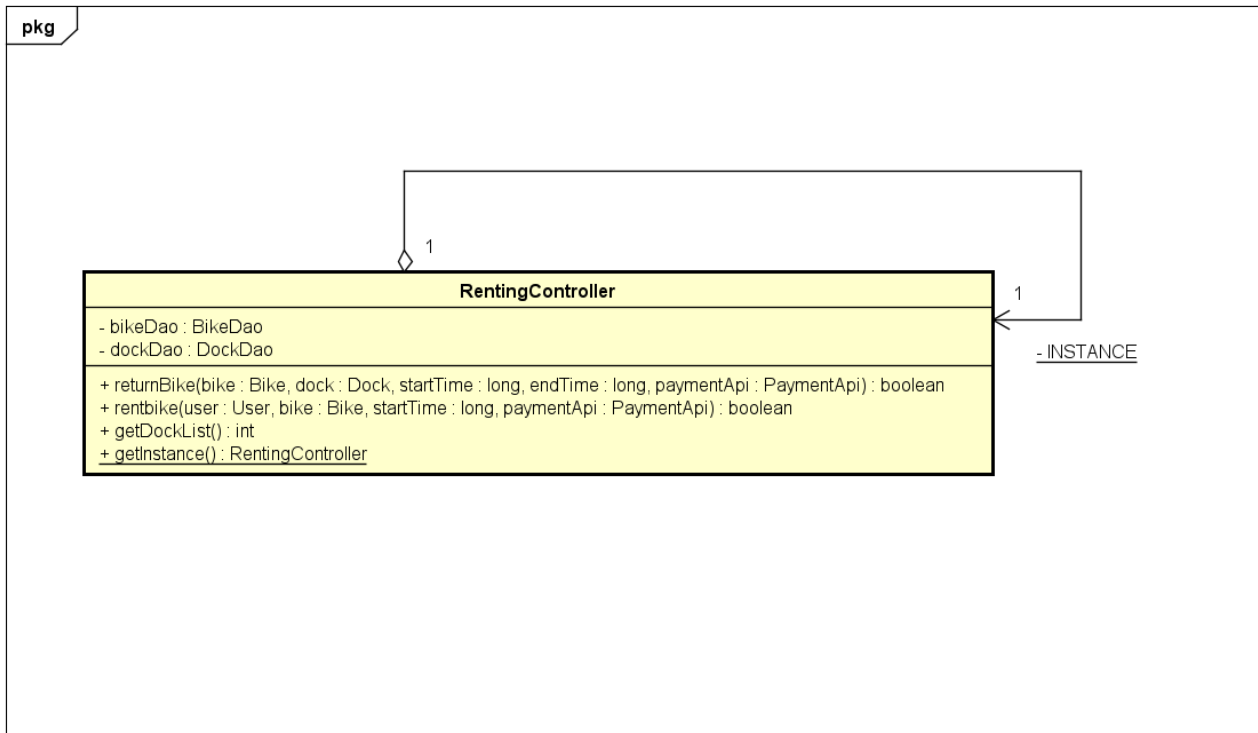 pkg
1
RentingController
1
- bikeDao : BikeDao
- dockDao : DockDao
- INSTANCE
+ returnBike(bike : Bike, dock : Dock, startTime : long, endTime : long, paymentApi : PaymentApi) : boolean
+ rentbike(user : User, bike : Bike, startTime : long, paymentApi : PaymentApi) : boolean
+ getDockList() : int
+ getInstance() : RentingController